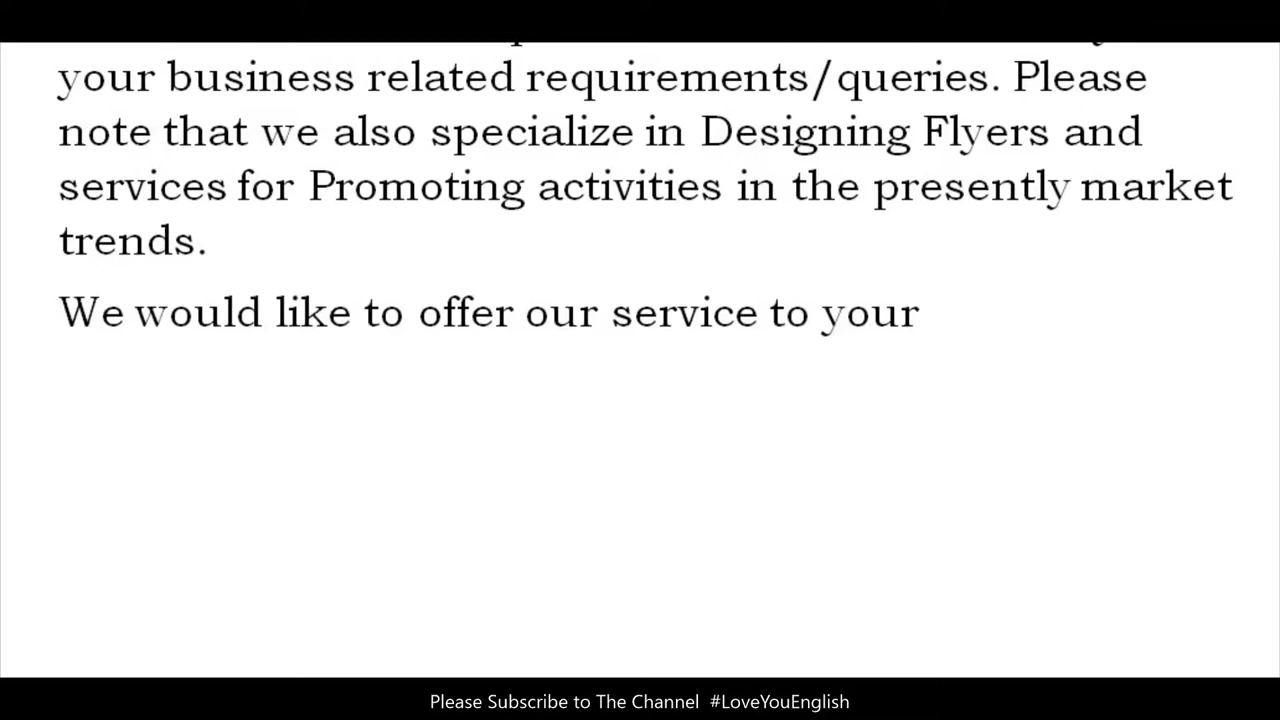 your business related requirements/queries. Please
note that we also specialize in Designing Flyers and
services for Promoting activities in the presently market
trends.
We would like to offer our service to your
Please Subscribe to The Channel #LoveYouEnglish